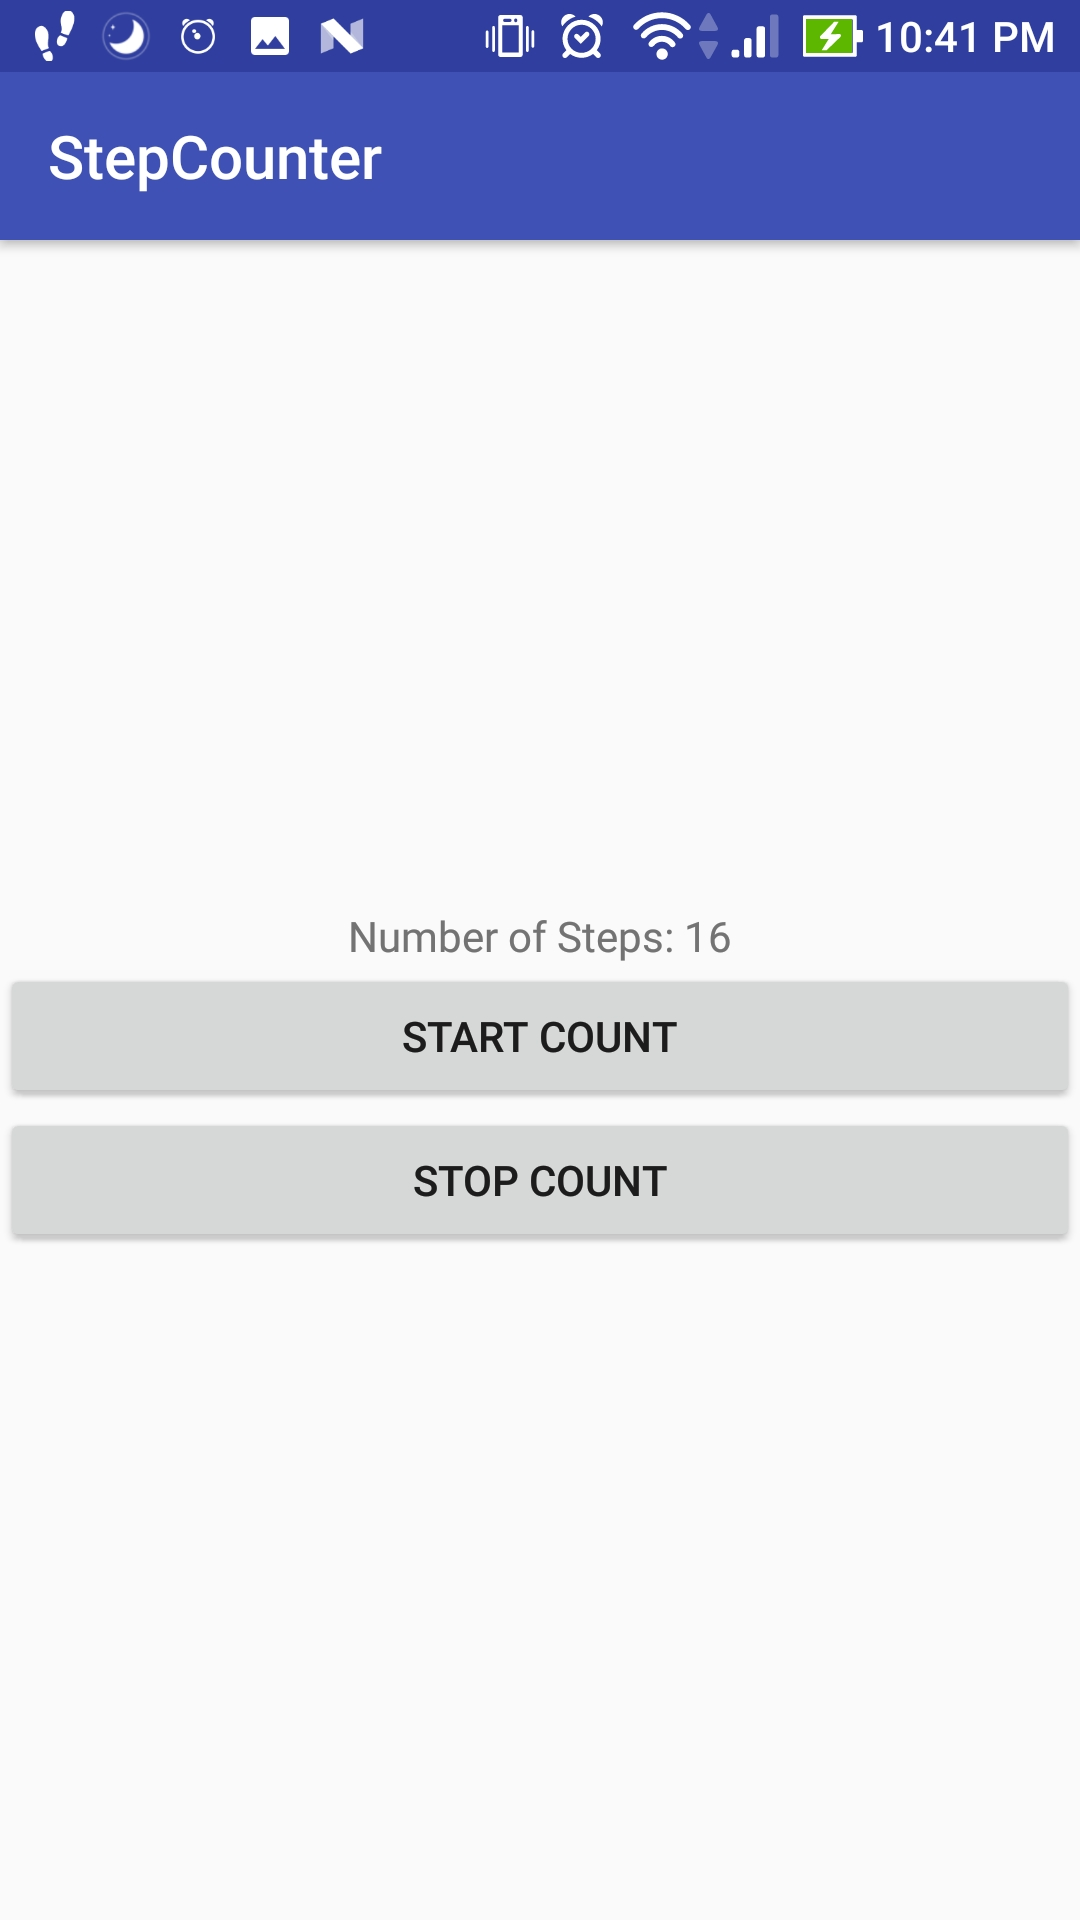 10:41 PM
StepCounter
Number of Steps: 16
START COUNT
STOP COUNT